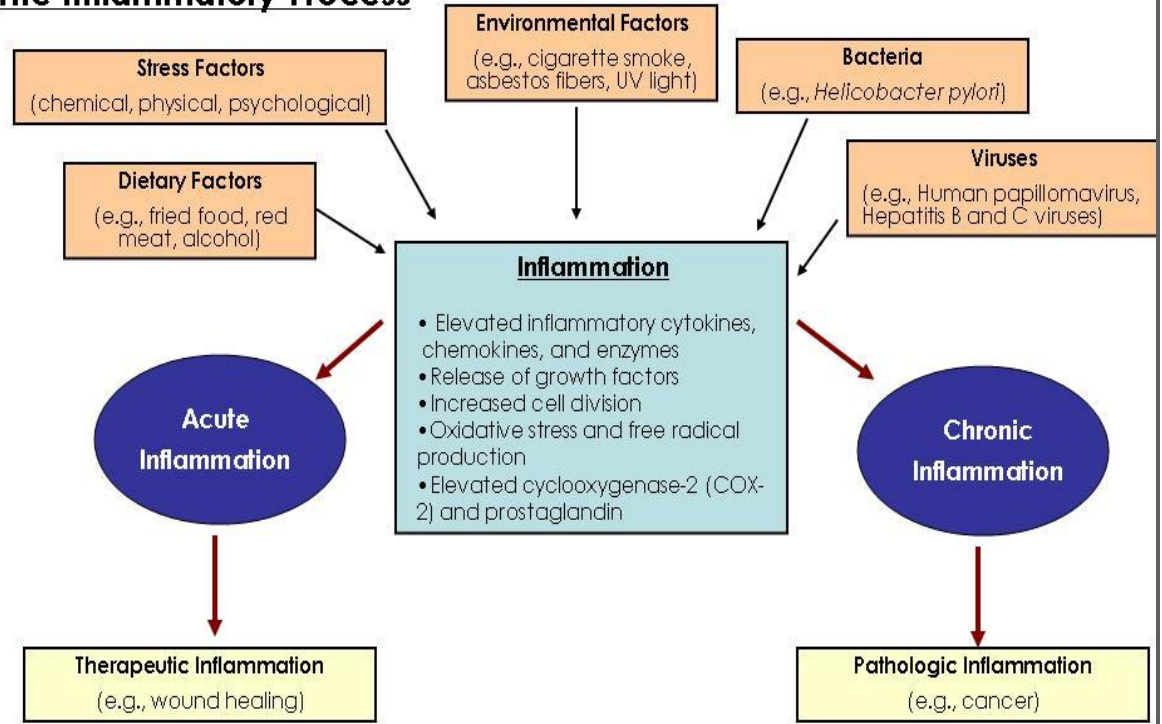 The Inflammatory Process
Environmental Factors
(e.g., cigarette smoke,
asbestos fibers, UV light)
Stress Factors
(chemical, physical, psychological)
Bacteria
(e.g., Helicobacter pylori)
Dietary Factors
(e.g., fried food, red
meat, alcohol)
Viruses
(e.g., Human papillomavirus,
Hepatitis B and C viruses)
Inflammation
• Elevated inflammatory cytokines,
chemokines, and enzymes
•Release of growth factors
•Increased cell division
•Oxidative stress and free radical
production
•Elevated cyclooxygenase-2 (COX-
2) and prostaglandin
Acute
Inflammation
Chronic
Inflammation
Therapeutic Inflammation
(e.g., wound healing)
Pathologic Inflammation
(e.g., cancer)